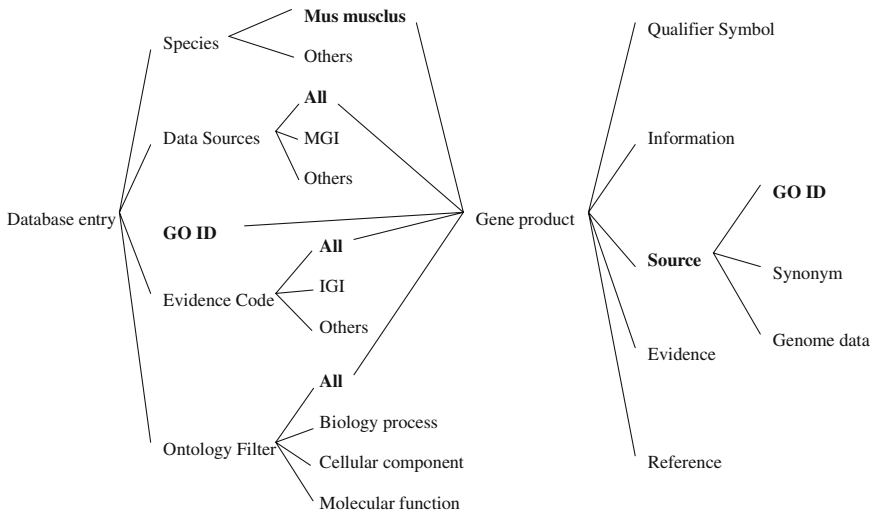 Database entry
Species
Mus musclus
Others
Data Sources
All
MGI
Others
GO ID
Evidence Code
All
IGI
Others
Ontology Filter
All
Biology process
Cellular component
Molecular function
Gene product
Qualifier Symbol
Information
Source
GO ID
Synonym
Genome data
Evidence
Reference